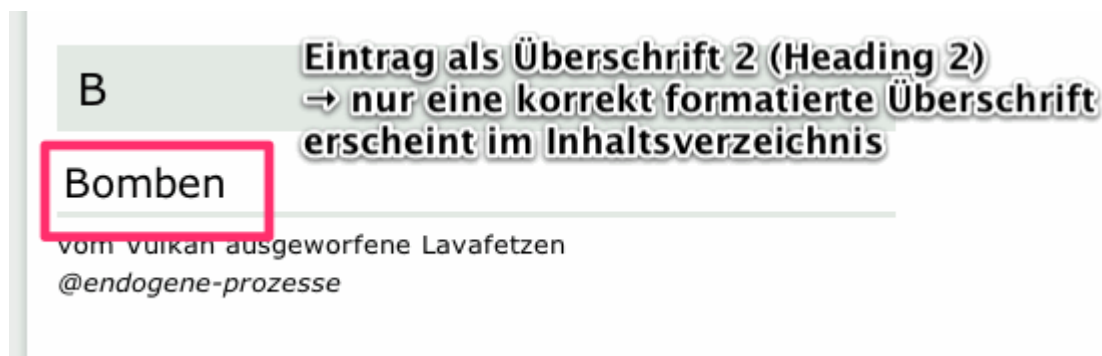 B
Eintrag als Überschrift 2 (Heading 2)
→ nur eine korrekt formatierte Überschrift
erscheint im Inhaltsverzeichnis
Bomben
vom Vulkan ausgeworfene Lavafetzen
@endogene-prozesse